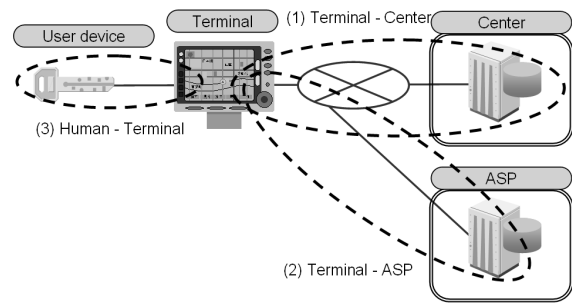 (1) Terminal - Center
Terminal
Center
User device
(3) Human - Terminal
ASP
(2) Terminal - ASP